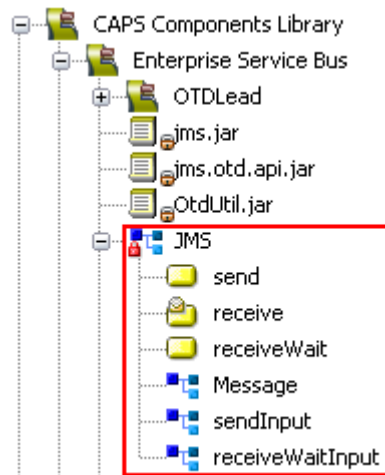 CAPS Components Library
Enterprise Service Bus
OTDLead
jms.jar
jms.otd.api.jar
OtdUtil.jar
JMS
send
receive
receiveWait
Message
sendInput
receiveWaitInput